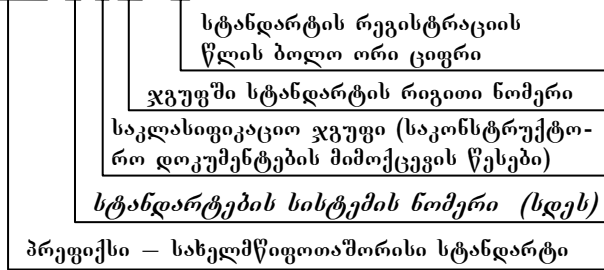 სტანდარტის რეგისტრაციის
წლის ბოლო ორი ციფრი
ჯგუფში სტანდარტის რიგითი ნომერი
საკლასიფიკაციო ჯგუფი (საკონსტრუქტო-
რო დოკუმენტების მიმოქცევის წესები)
სტანდარტების სისტემის ნომერი (სდეს)
პრეფიქსი – სახელმწიფოთაშორისი სტანდარტი